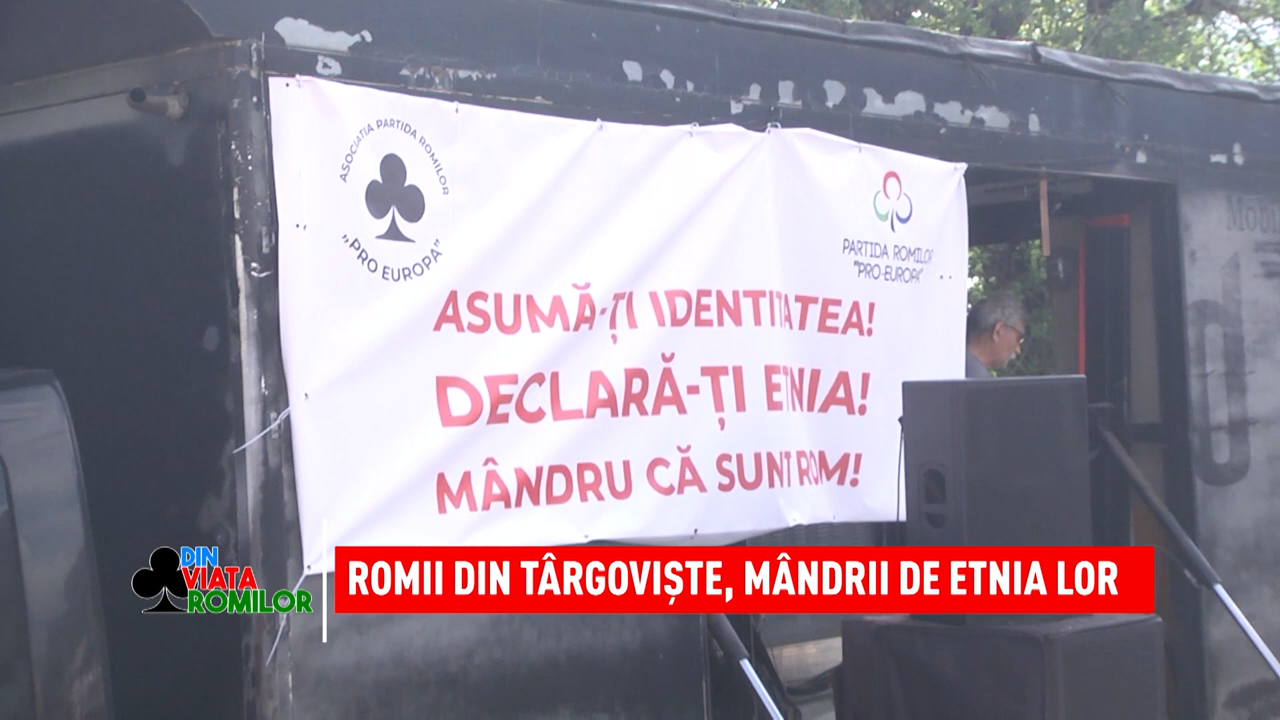 ASOCIAȚIA PARTIDA ROMILOR
„PRO EUROPA”
PARTIDA ROMILOR
"PRO-EUROPA"
ASUMĂ-ȚI IDENTITATEA!
DECLARĂ-ȚI ETNIA!
MÂNDRU CĂ SUNT ROM!
DIN
VIATA
ROMILOR
ROMII DIN TÂRGOVIȘTE, MÂNDRII DE ETNIA LOR